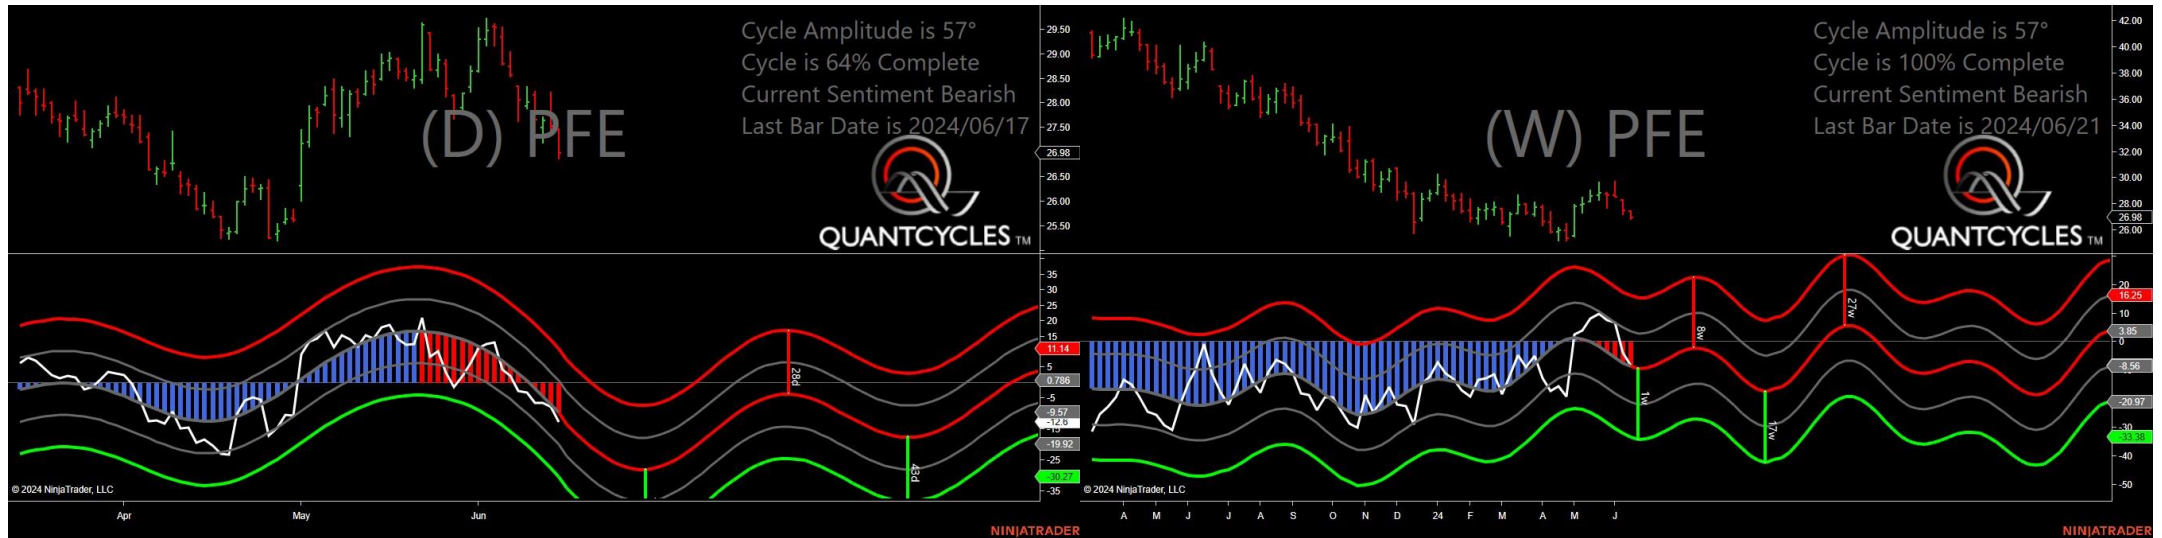 Cycle Amplitude is 57°
Cycle is 64% Complete
Current Sentiment Bearish
Last Bar Date is 2024/06/17
(D) PFE
QUANTCYCLES TM
29.50
29.00
28.50
28.00
27.50
26.98
26.50
26.00
25.50
35
30
25
20
15
11.14
5
0.786
-5
-9.57
-12.6
-15
-19.92
-25
-30.27
-35
28d
43d
© 2024 NinjaTrader, LLC
Apr
May
Jun
NINJATRADER
Cycle Amplitude is 57°
Cycle is 100% Complete
Current Sentiment Bearish
Last Bar Date is 2024/06/21
(W) PFE
QUANTCYCLES TM
42.00
40.00
38.00
36.00
34.00
32.00
30.00
28.00
26.98
26.00
20
16.25
10
3.85
0
-8.56
-20.97
-30
-33.38
-40
-50
1w
8w
17w
27w
© 2024 NinjaTrader, LLC
A M J J A S O N D 24 F M A M J
NINJATRADER